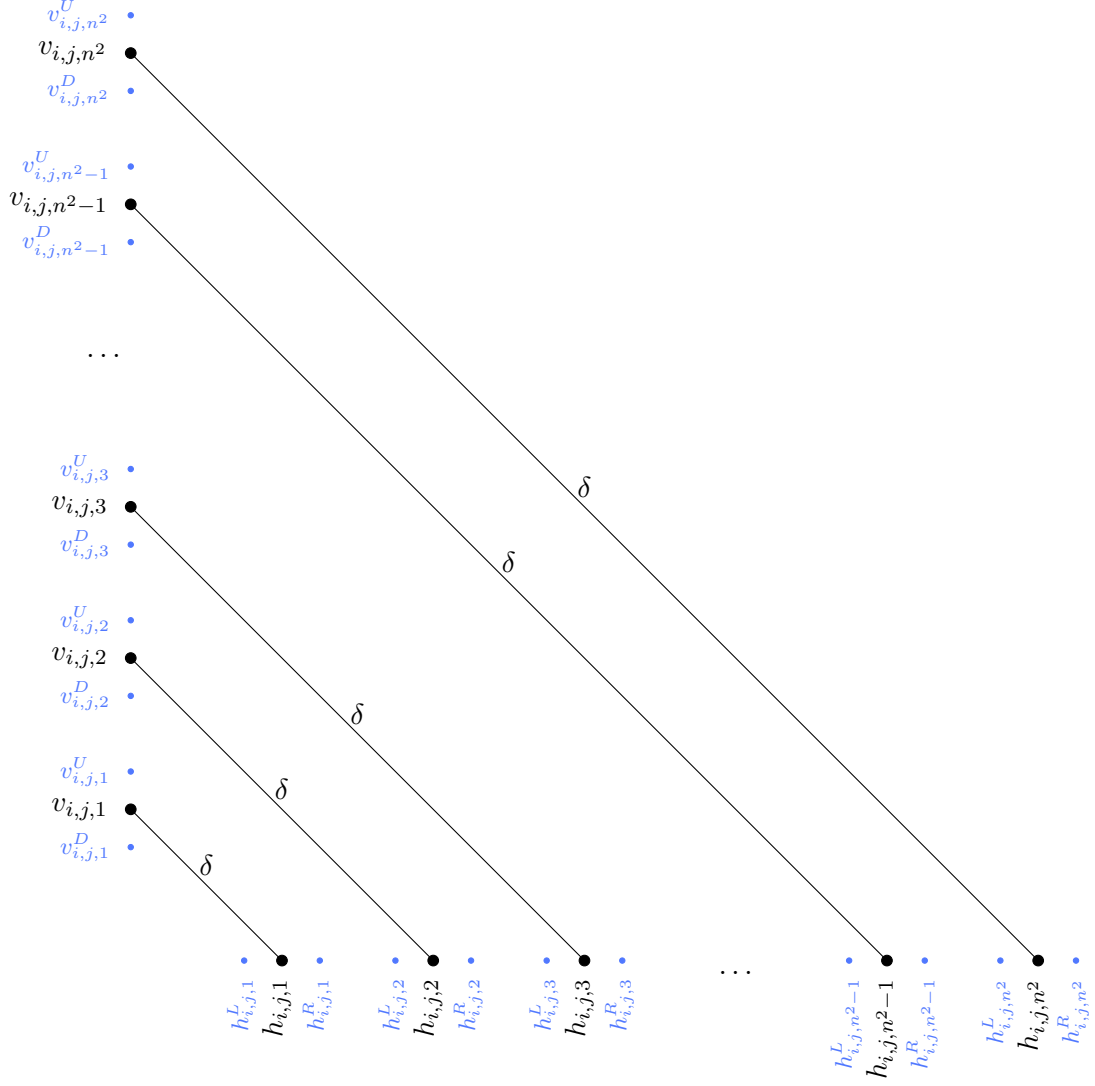 v^U_{i,j,n^2}
v_{i,j,n^2}
v^D_{i,j,n^2}
v^U_{i,j,n^2-1}
v_{i,j,n^2-1}
v^D_{i,j,n^2-1}
...
v^U_{i,j,3}
v_{i,j,3}
v^D_{i,j,3}
v^U_{i,j,2}
v_{i,j,2}
v^D_{i,j,2}
v^U_{i,j,1}
v_{i,j,1}
v^D_{i,j,1}
δ
δ
δ
δ
δ
h^L_{i,j,1}
h_{i,j,1}
h^R_{i,j,1}
h^L_{i,j,2}
h_{i,j,2}
h^R_{i,j,2}
h^L_{i,j,3}
h_{i,j,3}
h^R_{i,j,3}
...
h^L_{i,j,n^2-1}
h_{i,j,n^2-1}
h^R_{i,j,n^2-1}
h^L_{i,j,n^2}
h_{i,j,n^2}
h^R_{i,j,n^2}